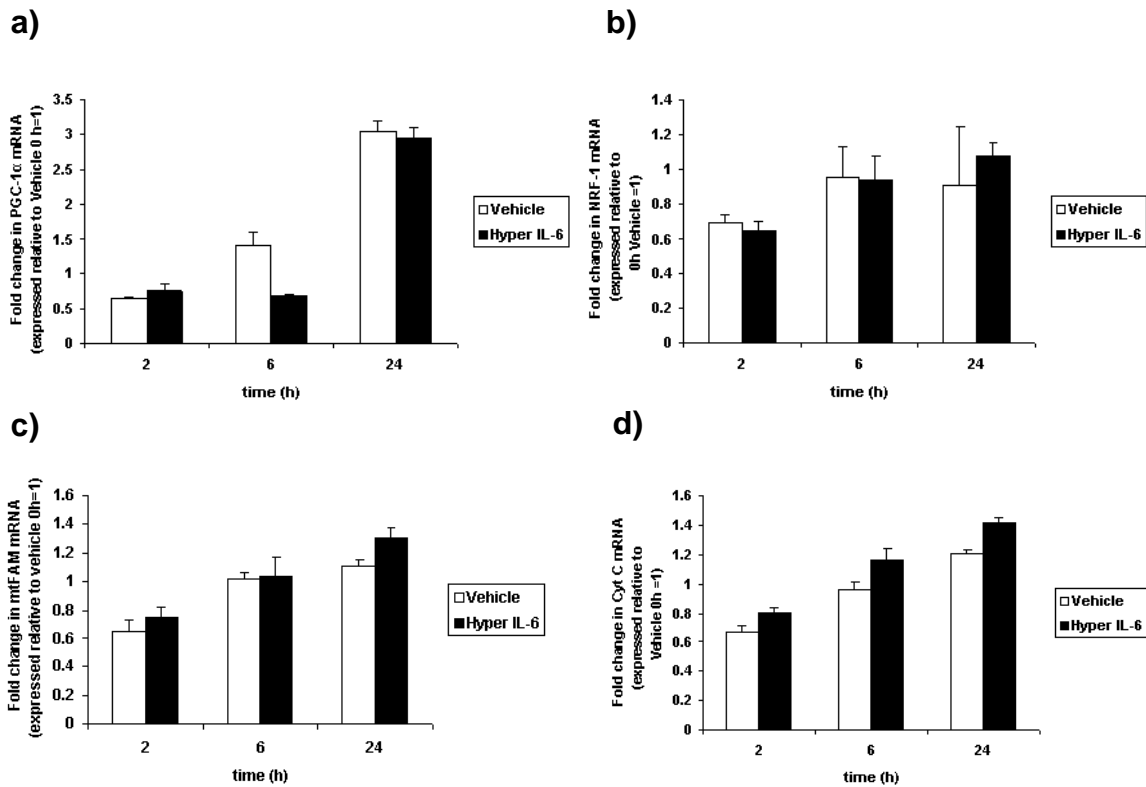 a)
Fold change in PGC-1α mRNA
(expressed relative to Vehicle 0 h=1)
3.5
3
2.5
2
1.5
1
0.5
0
2
6
24
time (h)
Vehicle
Hyper IL-6
b)
Fold change in NRF-1 mRNA
(expressed relative to
0h Vehicle =1)
1.4
1.2
1
0.8
0.6
0.4
0.2
0
2
6
24
time (h)
Vehicle
Hyper IL-6
c)
Fold change in mtFAM mRNA
(expressed relative to vehicle 0h=1)
1.6
1.4
1.2
1
0.8
0.6
0.4
0.2
0
2
6
24
time (h)
Vehicle
Hyper IL-6
d)
Fold change in Cyt C mRNA
(expressed relative to
Vehicle 0h =1)
1.6
1.4
1.2
1
0.8
0.6
0.4
0.2
0
2
6
24
time (h)
Vehicle
Hyper IL-6